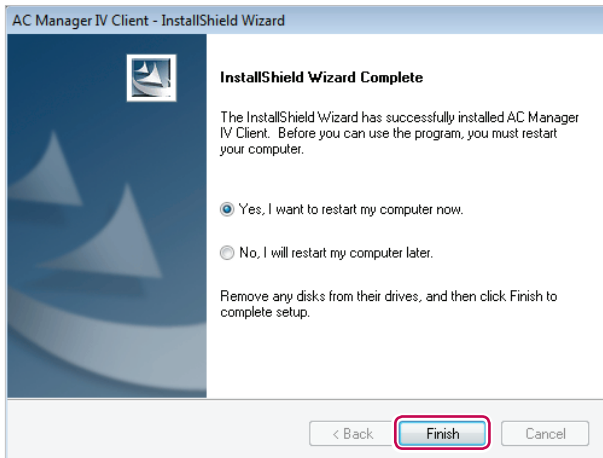 AC Manager IV Client - InstallShield Wizard
InstallShield Wizard Complete
The InstallShield Wizard has successfully installed AC Manager
IV Client. Before you can use the program, you must restart
your computer.
Yes, I want to restart my computer now.
No, I will restart my computer later.
Remove any disks from their drives, and then click Finish to
complete setup.
< Back Finish Cancel